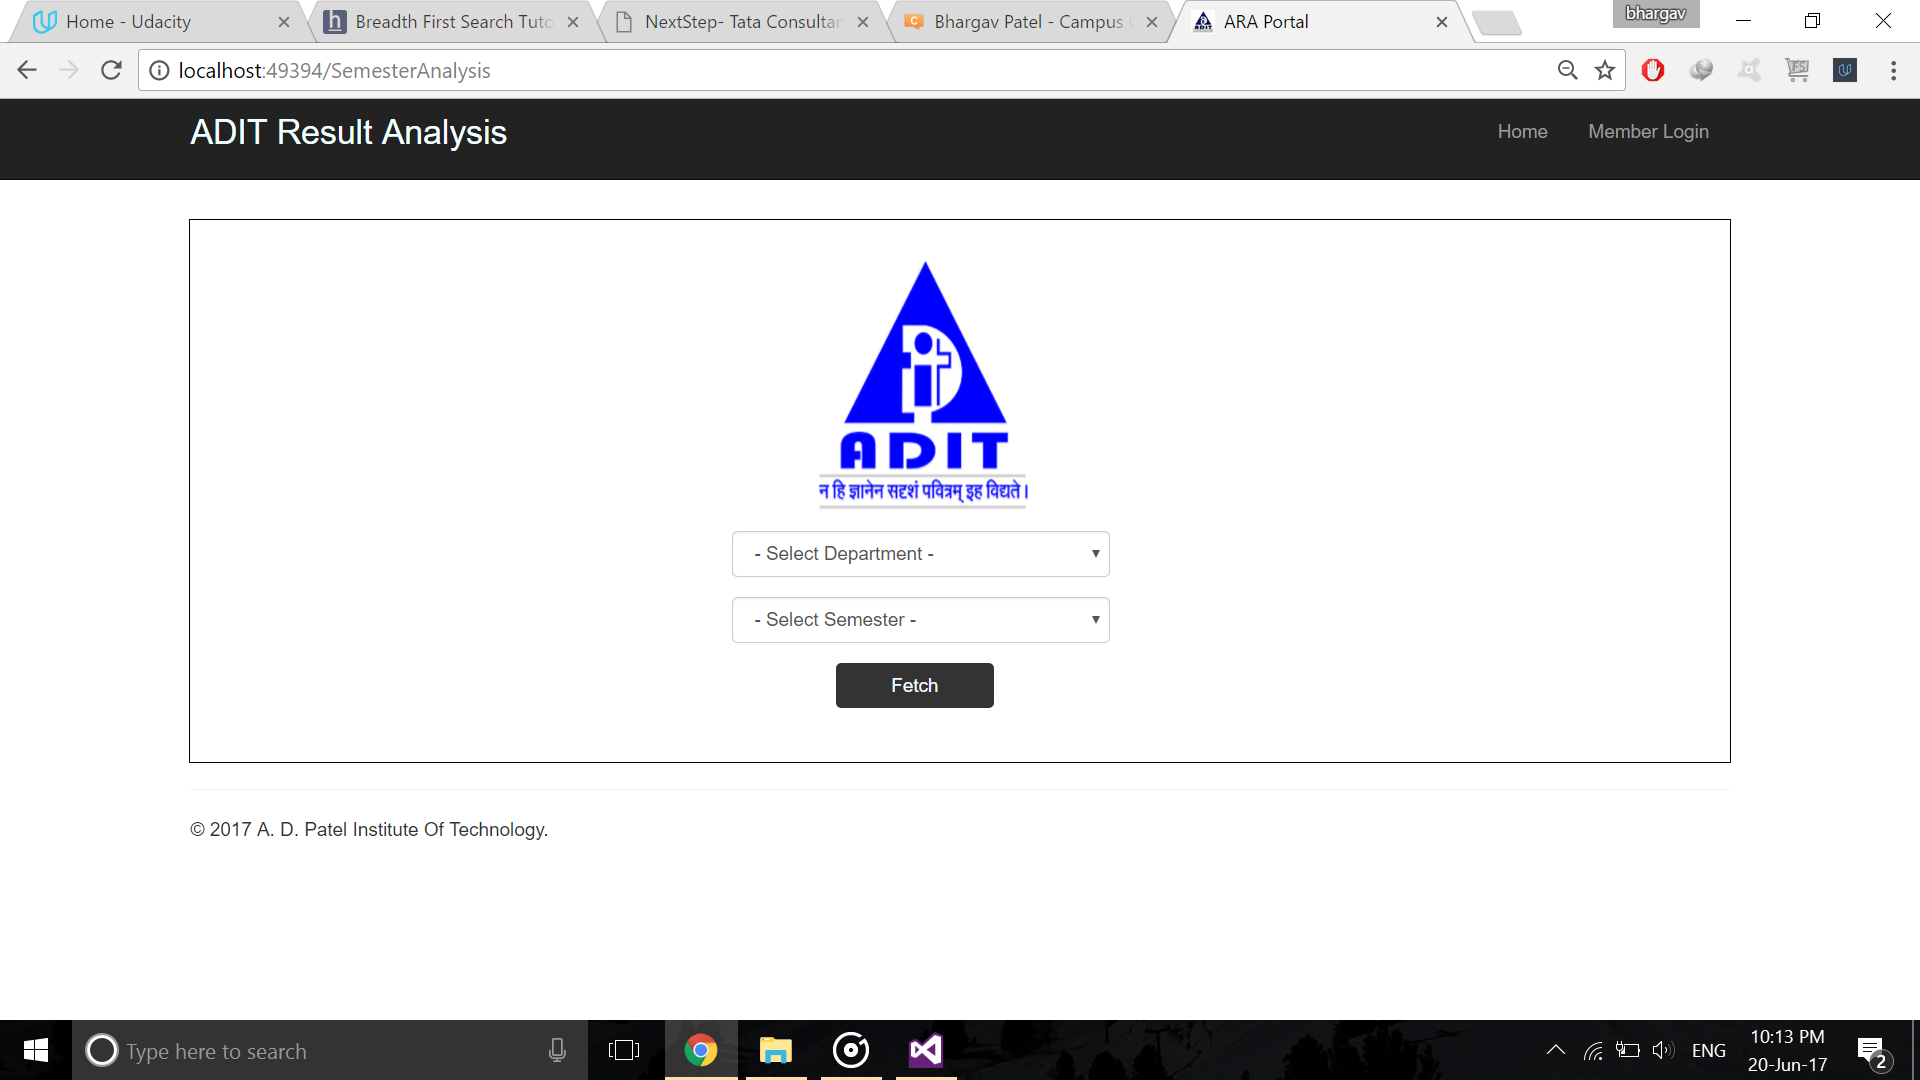 Home - Udacity
Breadth First Search Tuto
NextStep- Tata Consultan
Bhargav Patel - Campus
ARA Portal
bhargav
localhost:49394/SemesterAnalysis
ADIT Result Analysis
Home
Member Login
ADIT
न हि ज्ञानेन सदृशं पवित्रम् इह विद्यते ।
- Select Department -
- Select Semester -
Fetch
© 2017 A. D. Patel Institute Of Technology.
Type here to search
ENG
10:13 PM
20-Jun-17
2